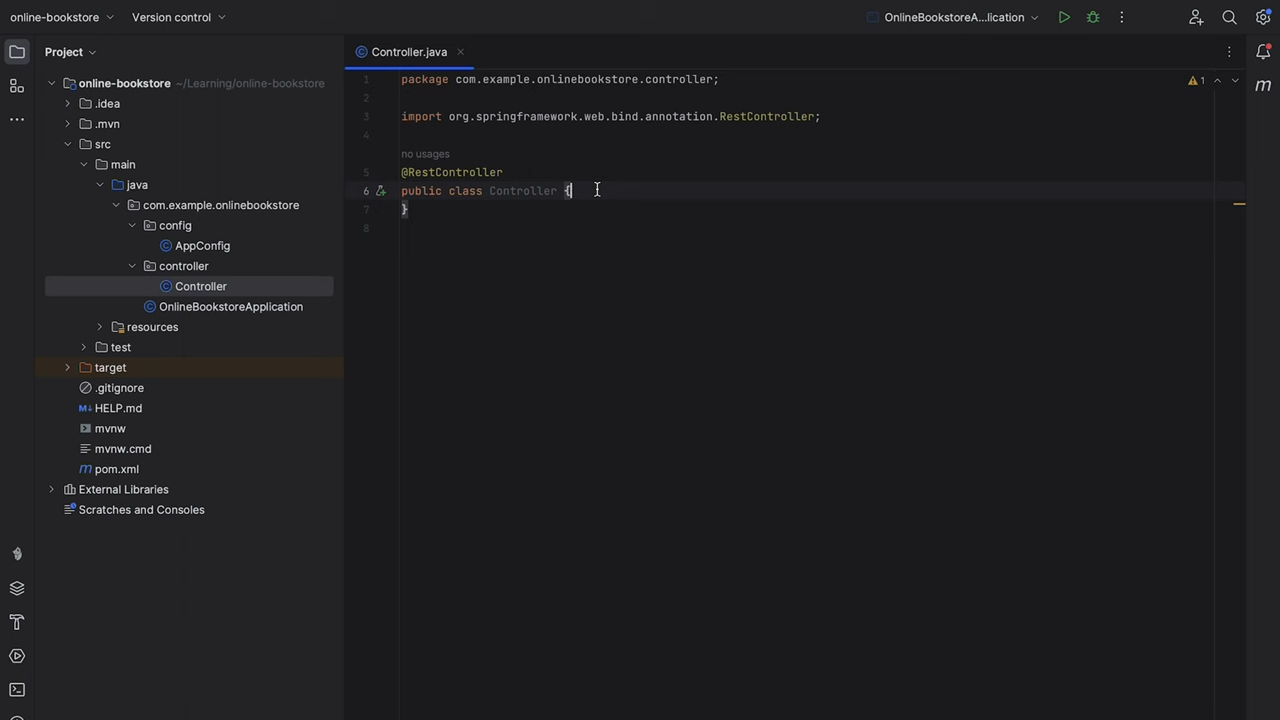 online-bookstore
Version control
OnlineBookstoreA...lication
Project
Controller.java
online-bookstore ~/Learning/online-bookstore
.idea
.mvn
src
main
java
com.example.onlinebookstore
config
AppConfig
controller
Controller
OnlineBookstoreApplication
resources
test
target
.gitignore
HELP.md
mvnw
mvnw.cmd
pom.xml
External Libraries
Scratches and Consoles
1 package com.example.onlinebookstore.controller;
2
3 import org.springframework.web.bind.annotation.RestController;
4
no usages
5 @RestController
6 public class Controller {
7 }
8
1
m